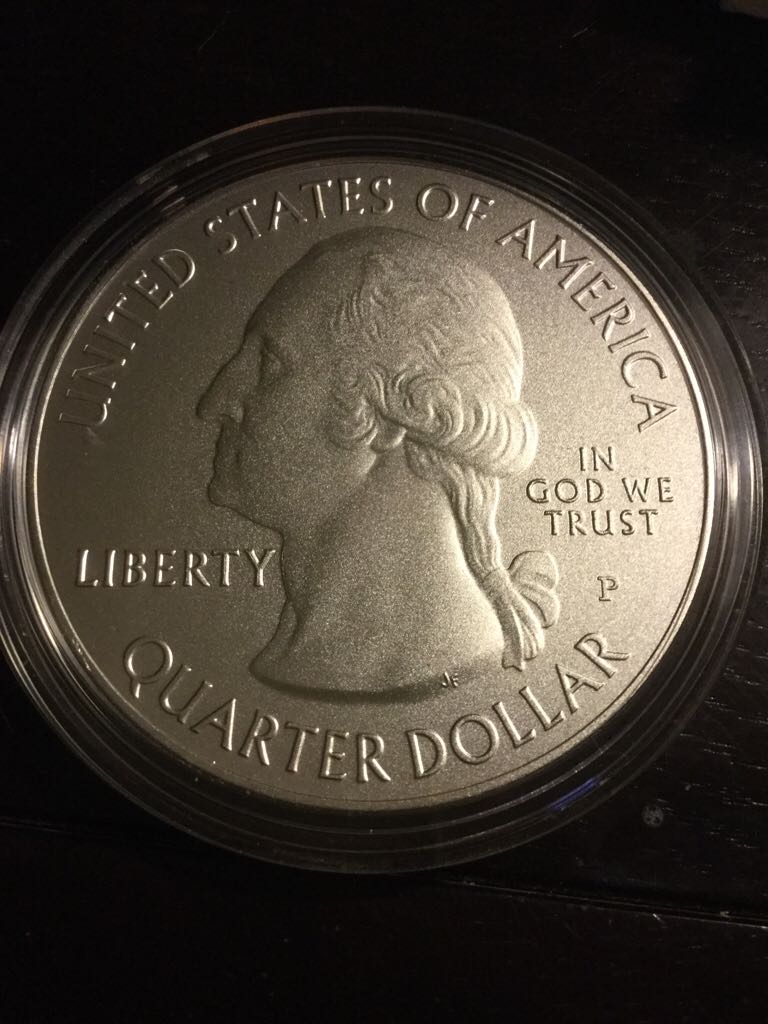 UNITED STATES OF AMERICA
IN
GOD WE
TRUST
LIBERTY
P
JF
QUARTER DOLLAR